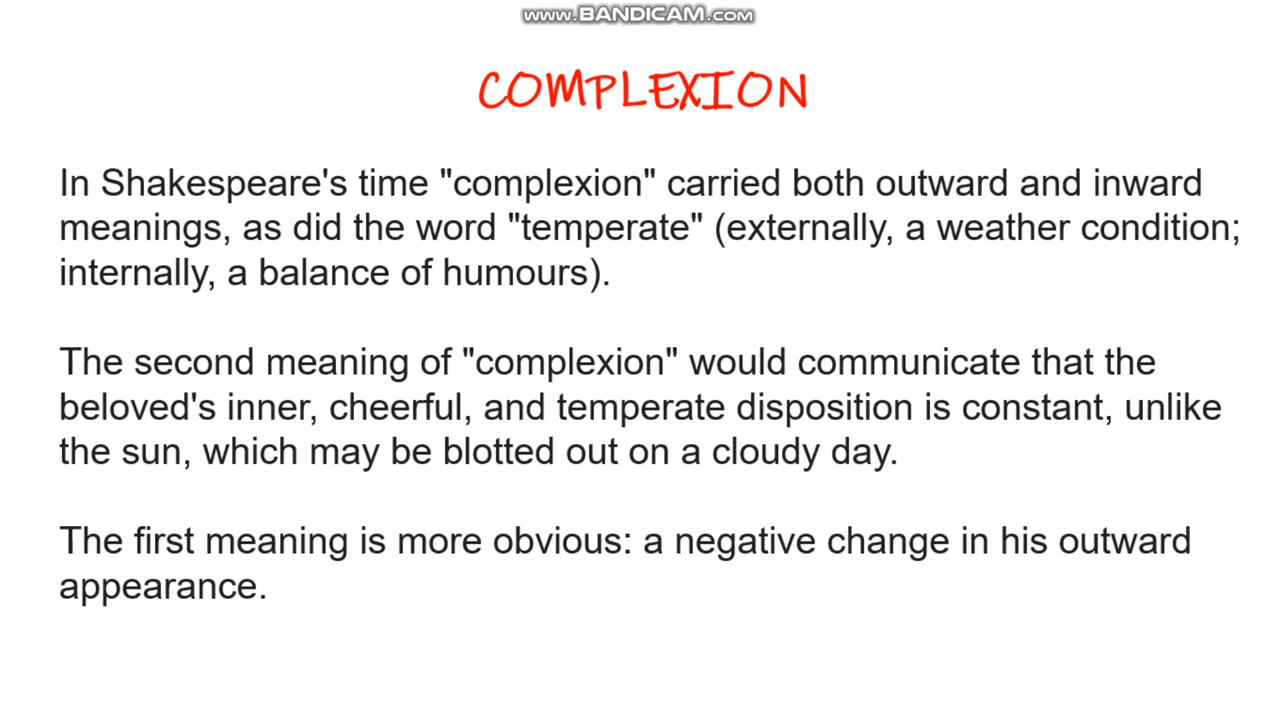 www.BANDICAM.com
COMPLEXION
In Shakespeare's time "complexion" carried both outward and inward
meanings, as did the word "temperate" (externally, a weather condition;
internally, a balance of humours).
The second meaning of "complexion" would communicate that the
beloved's inner, cheerful, and temperate disposition is constant, unlike
the sun, which may be blotted out on a cloudy day.
The first meaning is more obvious: a negative change in his outward
appearance.